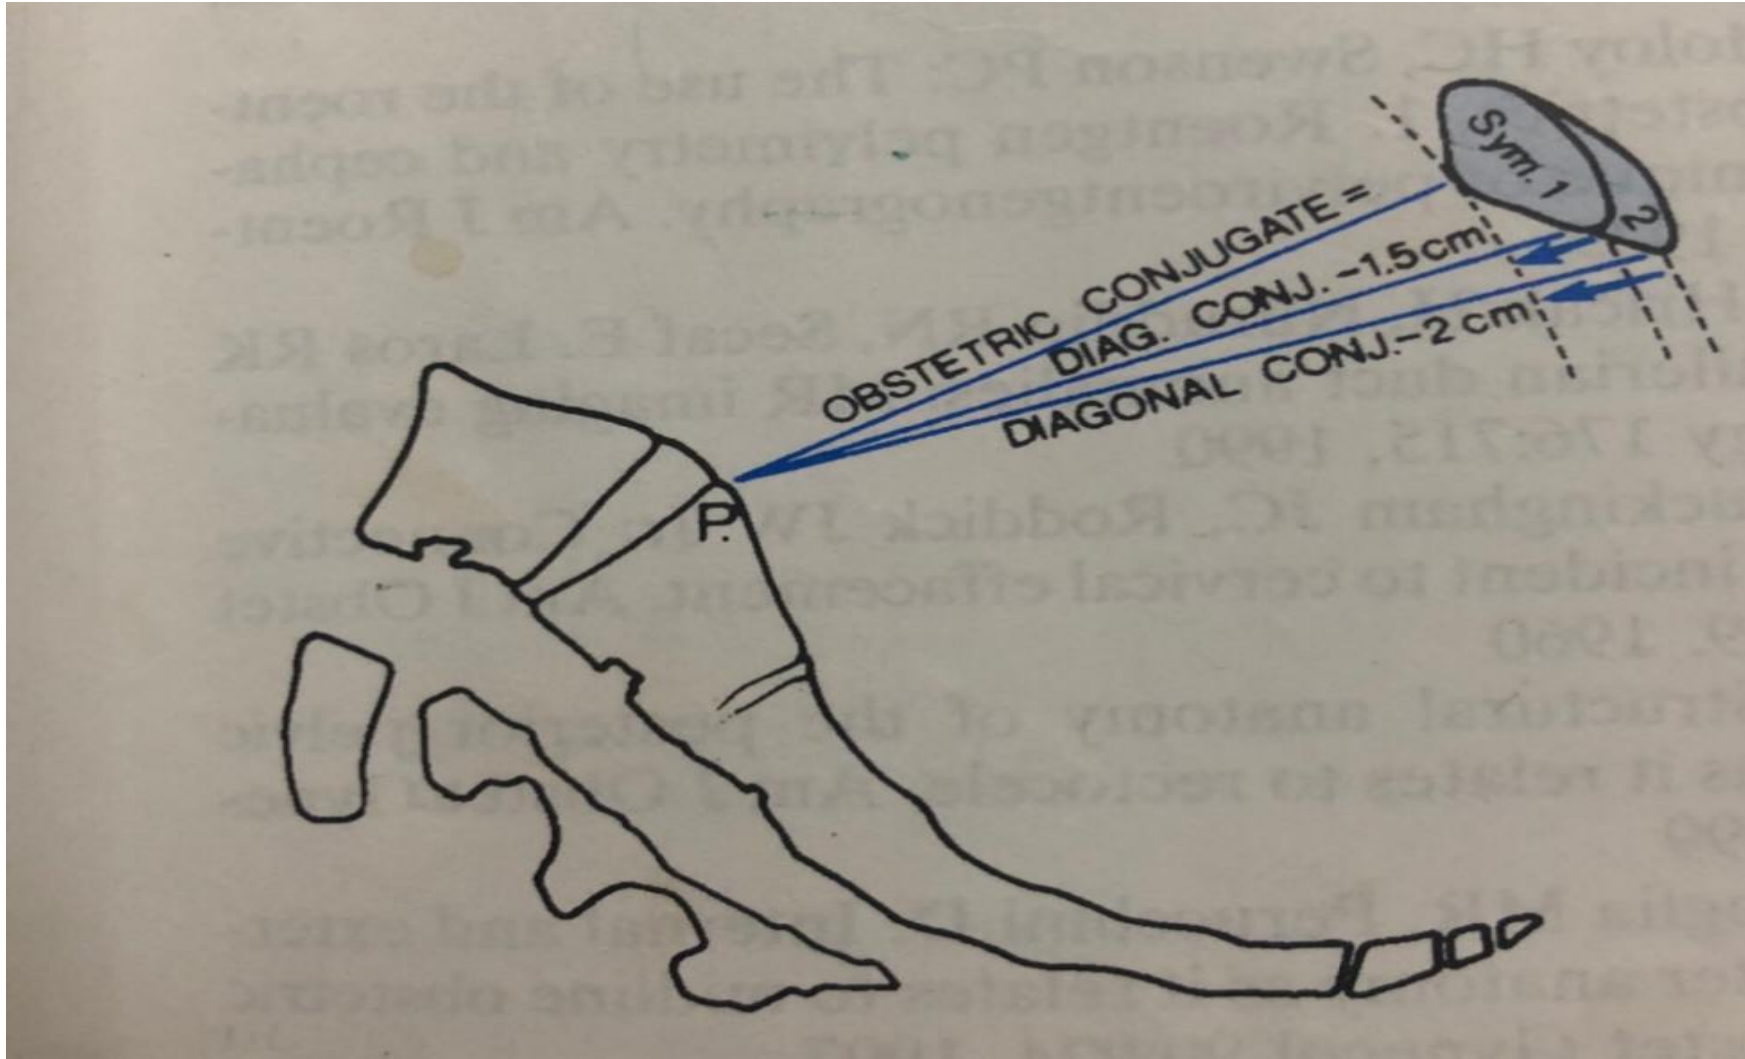 Sym. 1
2
OBSTETRIC CONJUGATE =
DIAG. CONJ. -1.5cm
DIAGONAL CONJ.-2 cm
P.